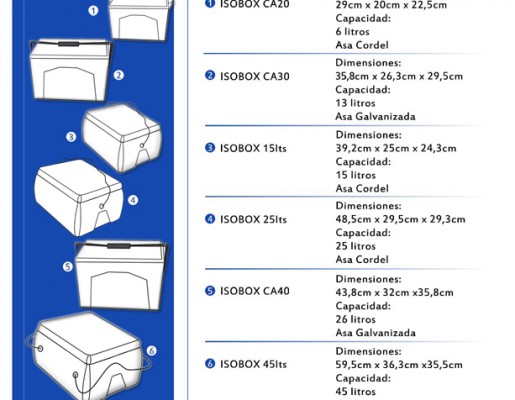 1 ISOBOX CA20
29cm x 20cm x 22,5cm
Capacidad:
6 litros
Asa Cordel
2 ISOBOX CA30
Dimensiones:
35,8cm x 26,3cm x 29,5cm
Capacidad:
13 litros
Asa Galvanizada
3 ISOBOX 15lts
Dimensiones:
39,2cm x 25cm x 24,3cm
Capacidad:
15 litros
Asa Cordel
4 ISOBOX 25lts
Dimensiones:
48,5cm x 29,5cm x 29,3cm
Capacidad:
25 litros
Asa Cordel
5 ISOBOX CA40
Dimensiones:
43,8cm x 32cm x35,8cm
Capacidad:
26 litros
Asa Galvanizada
6 ISOBOX 45lts
Dimensiones:
59,5cm x 36,3cm x35,5cm
Capacidad:
45 litros
1
2
3
4
5
6